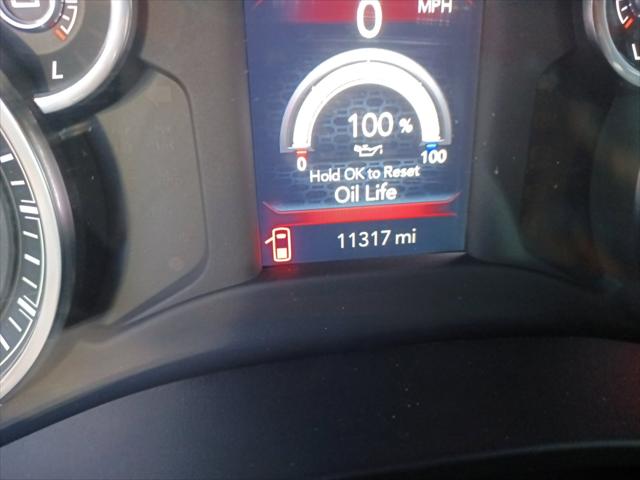 MPH
0
L
100 %
0 100
Hold OK to Reset
Oil Life
11317 mi